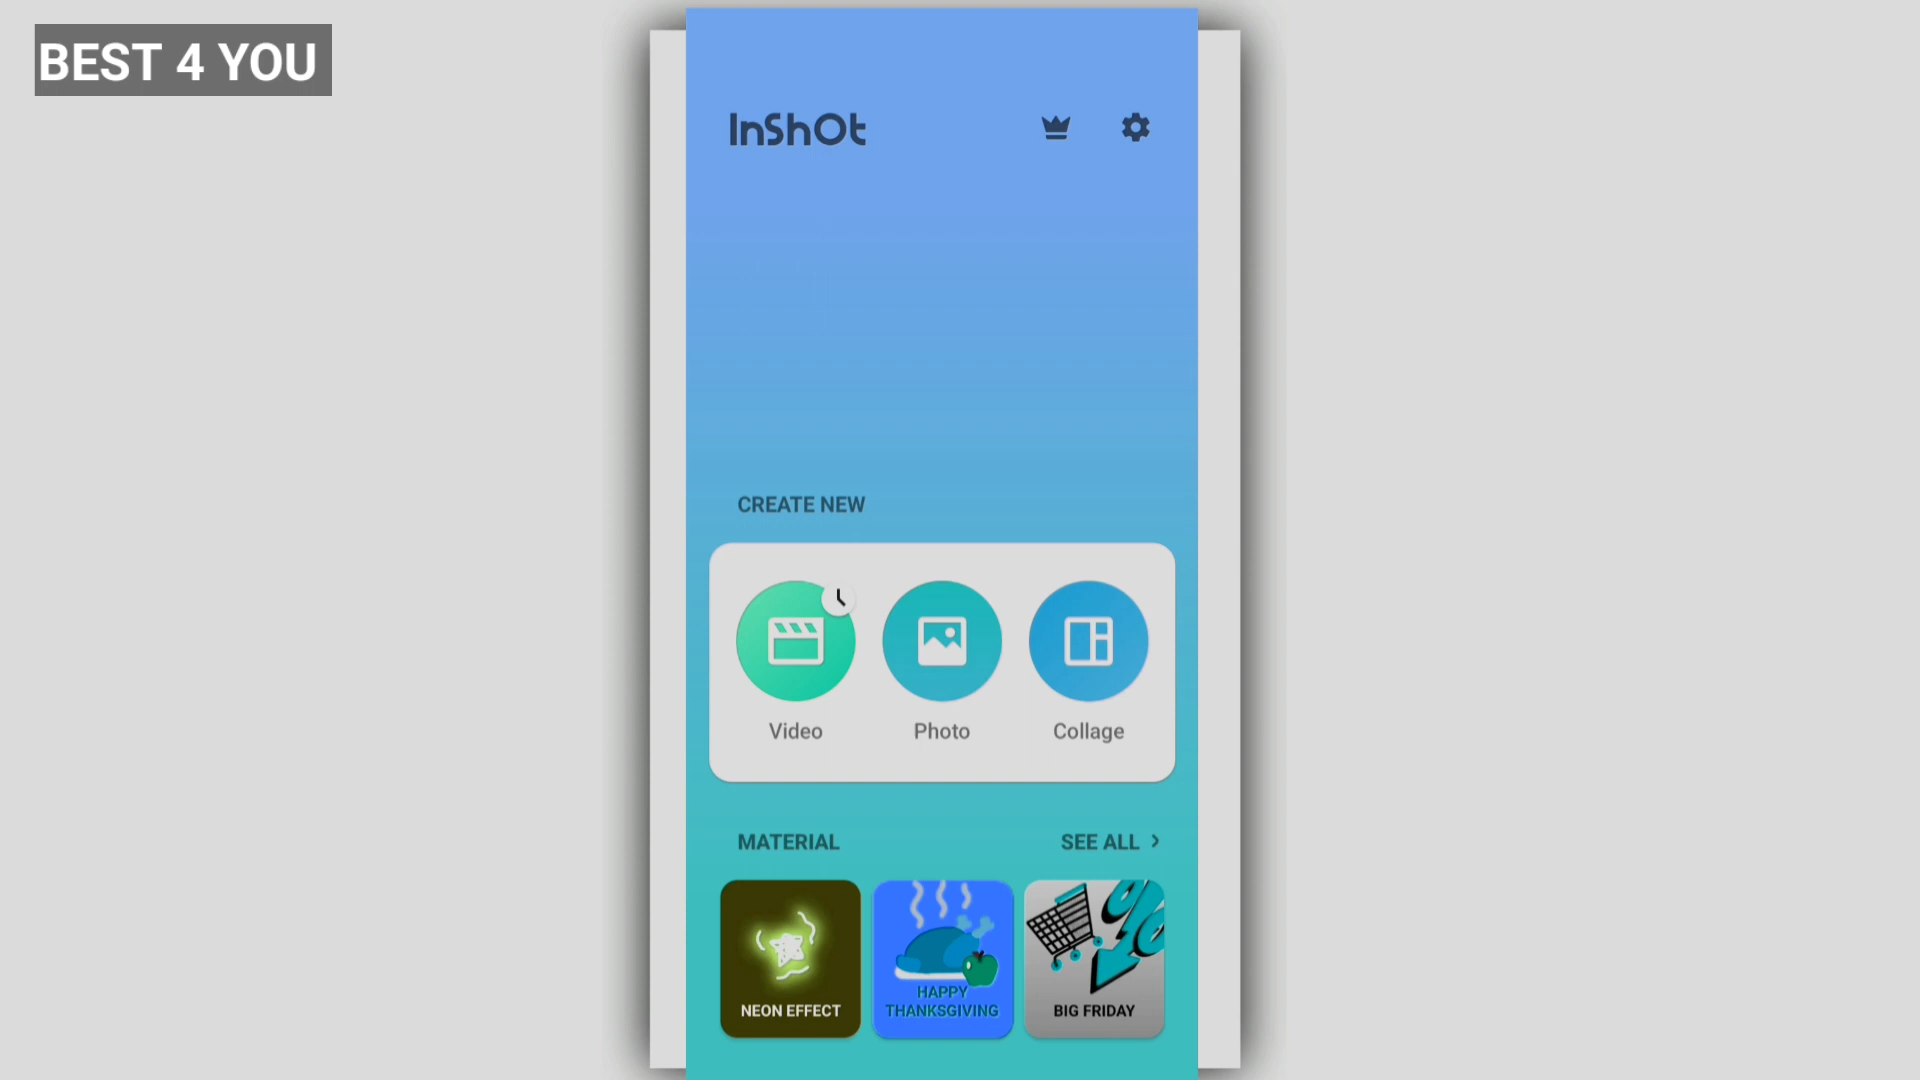 BEST 4 YOU
InShOt
CREATE NEW
Video
Photo
Collage
MATERIAL
SEE ALL >
NEON EFFECT
HAPPY
THANKSGIVING
%
BIG FRIDAY